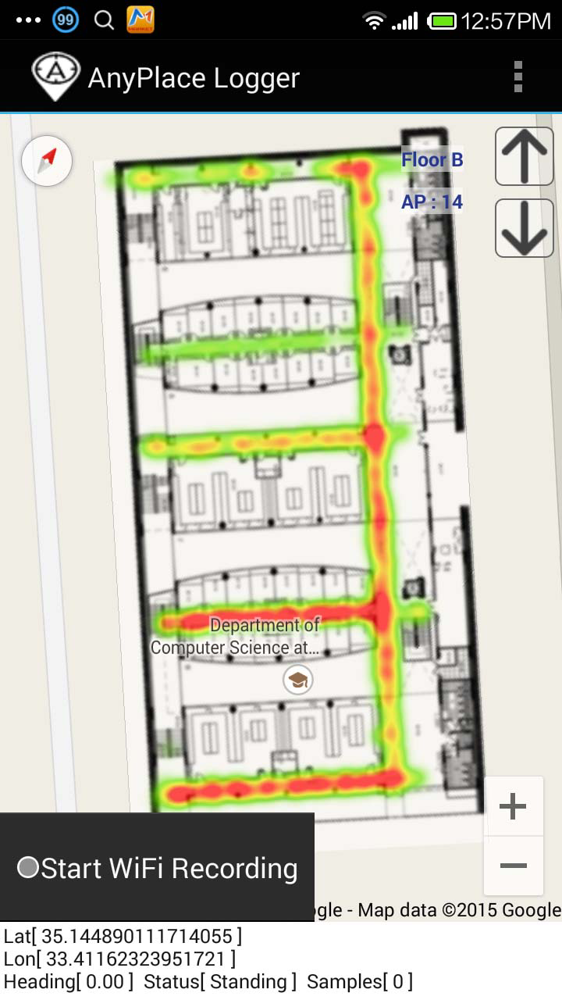 99
12:57PM
AnyPlace Logger
Floor B
AP : 14
Department of
Computer Science at...
+
−
Start WiFi Recording
ogle - Map data ©2015 Google
Lat[ 35.144890111714055 ]
Lon[ 33.41162323951721 ]
Heading[ 0.00 ] Status[ Standing ] Samples[ 0 ]